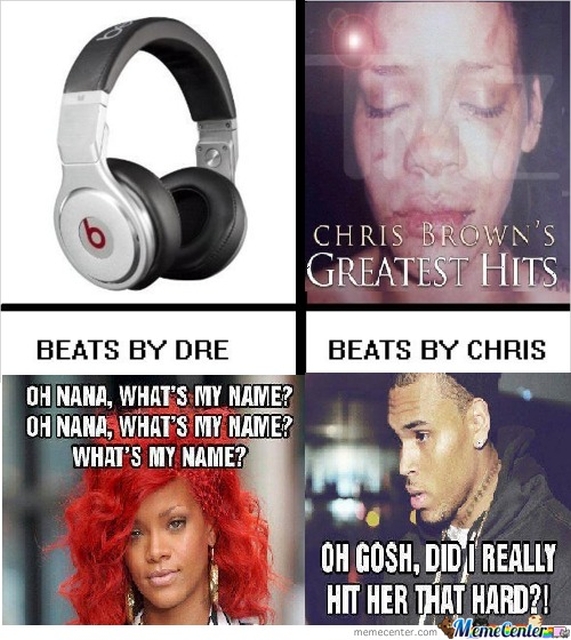 b
CHRIS BROWN'S
GREATEST HITS
BEATS BY DRE
BEATS BY CHRIS
OH NANA, WHAT'S MY NAME?
OH NANA, WHAT'S MY NAME?
WHAT'S MY NAME?
OH GOSH, DID I REALLY
HIT HER THAT HARD?!
memecenter.com MemeCenter